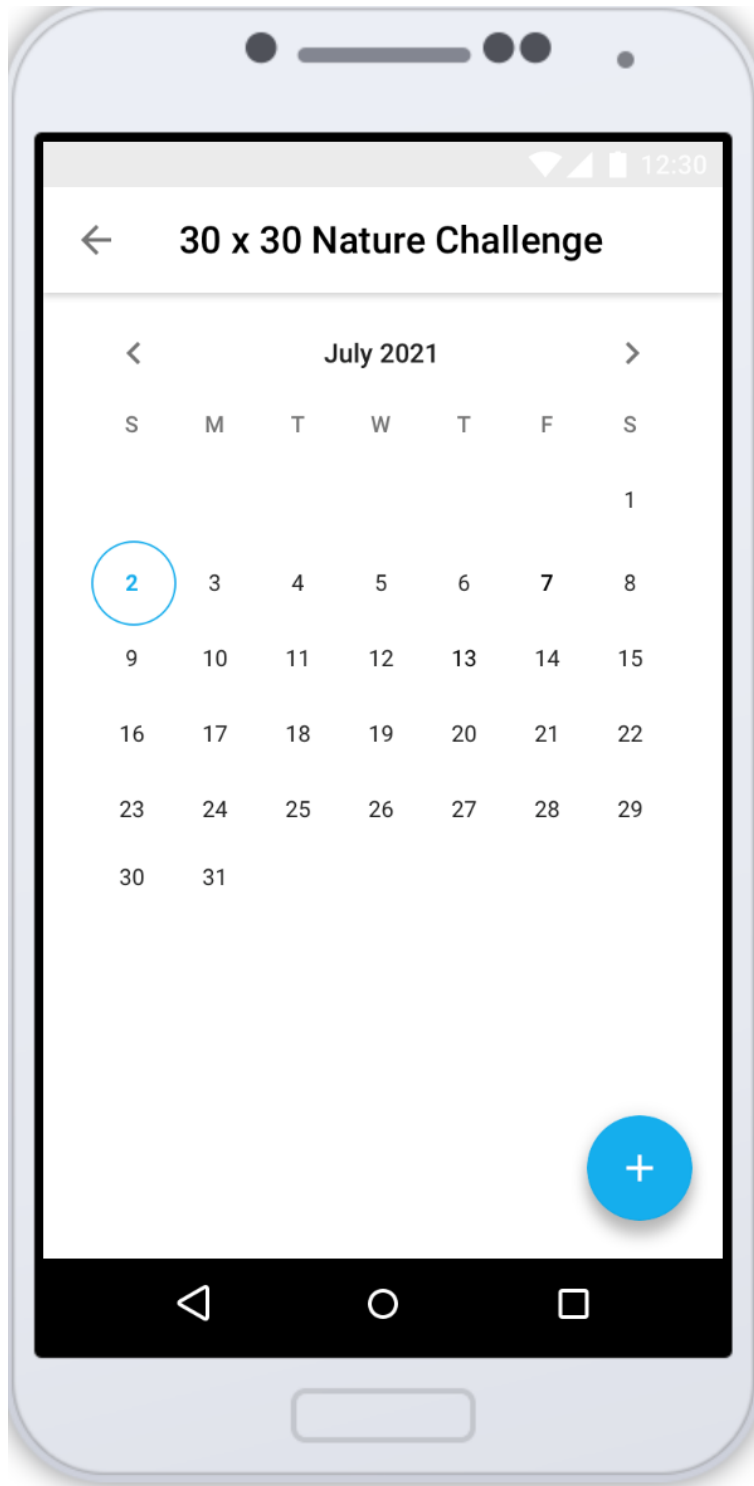 12:30
30 x 30 Nature Challenge
July 2021
S M T W T F S
1
2 3 4 5 6 7 8
9 10 11 12 13 14 15
16 17 18 19 20 21 22
23 24 25 26 27 28 29
30 31
+